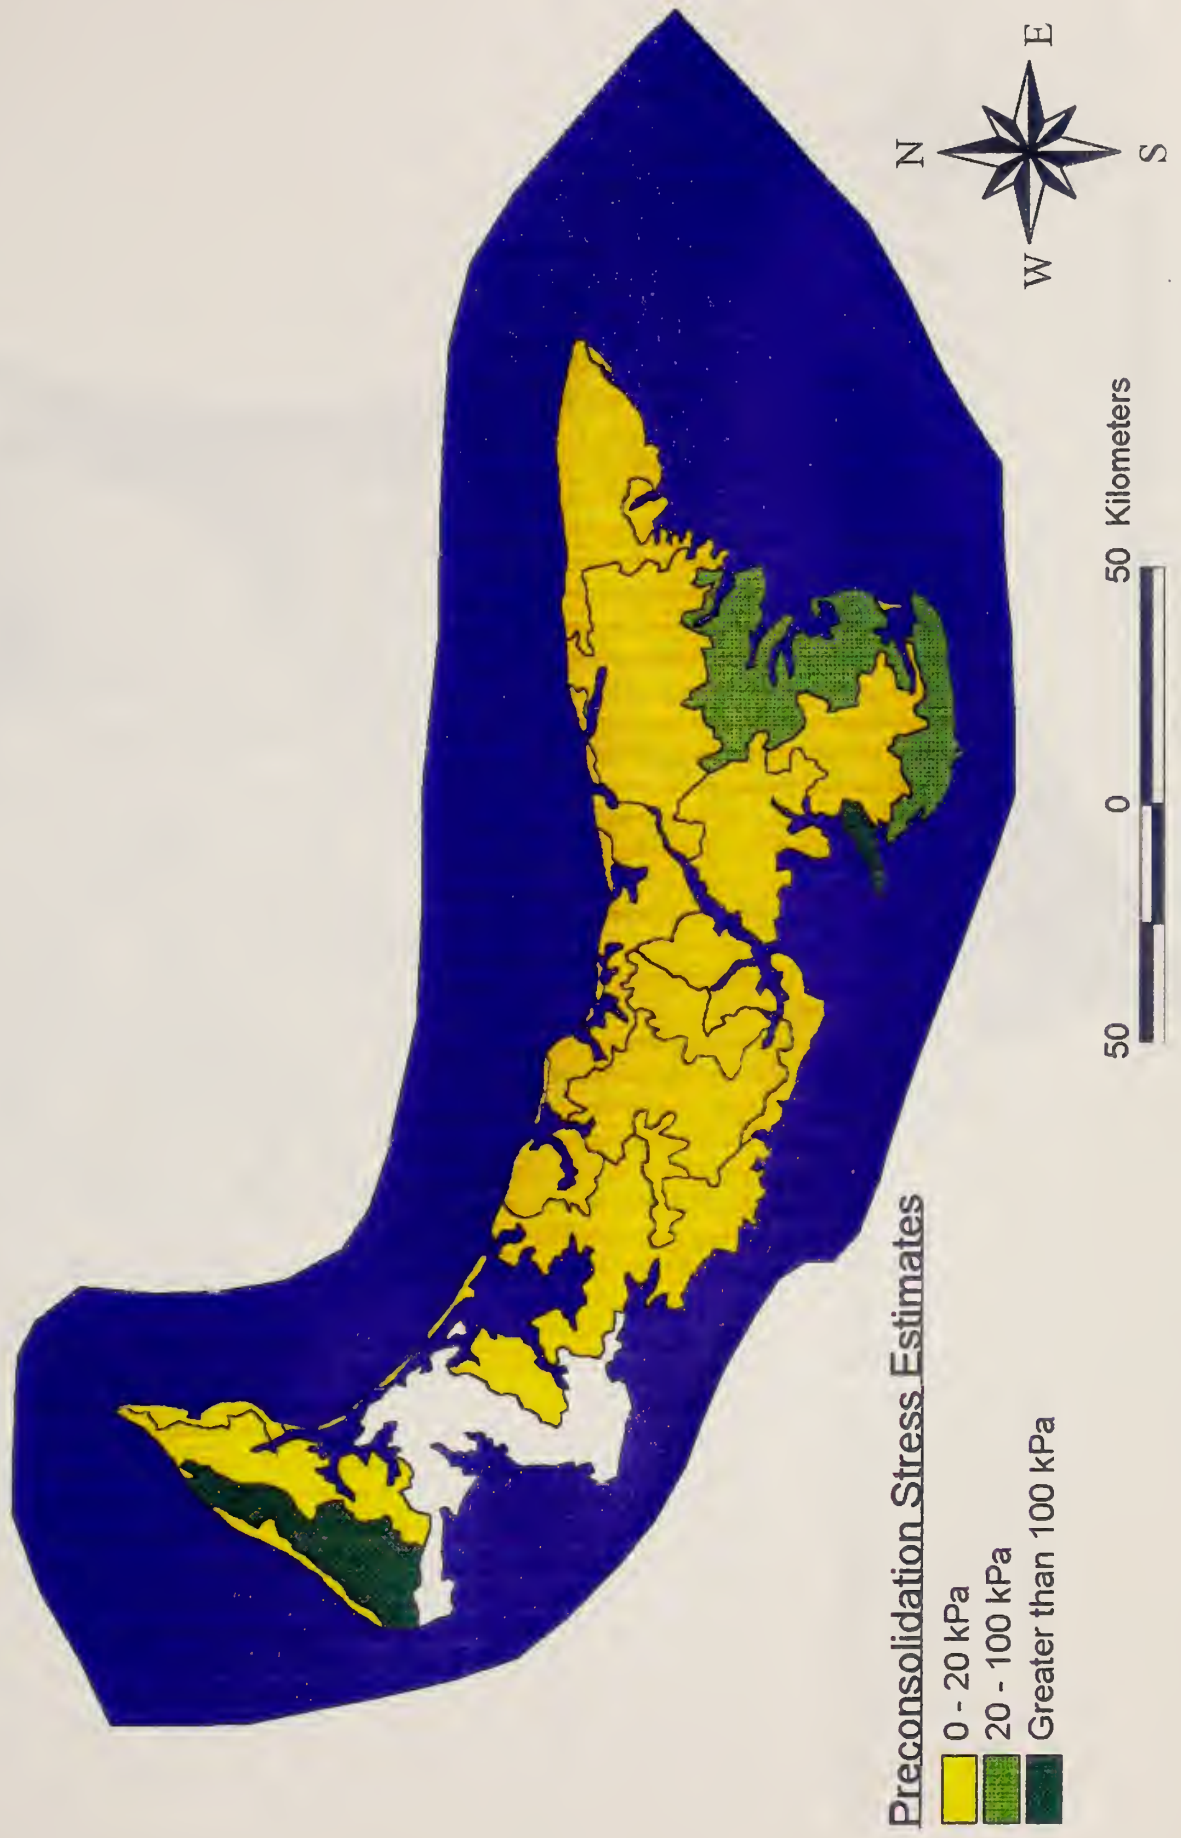 Preconsolidation Stress Estimates
0 - 20 kPa
20 - 100 kPa
Greater than 100 kPa
50 0 50 Kilometers
N
W E
S